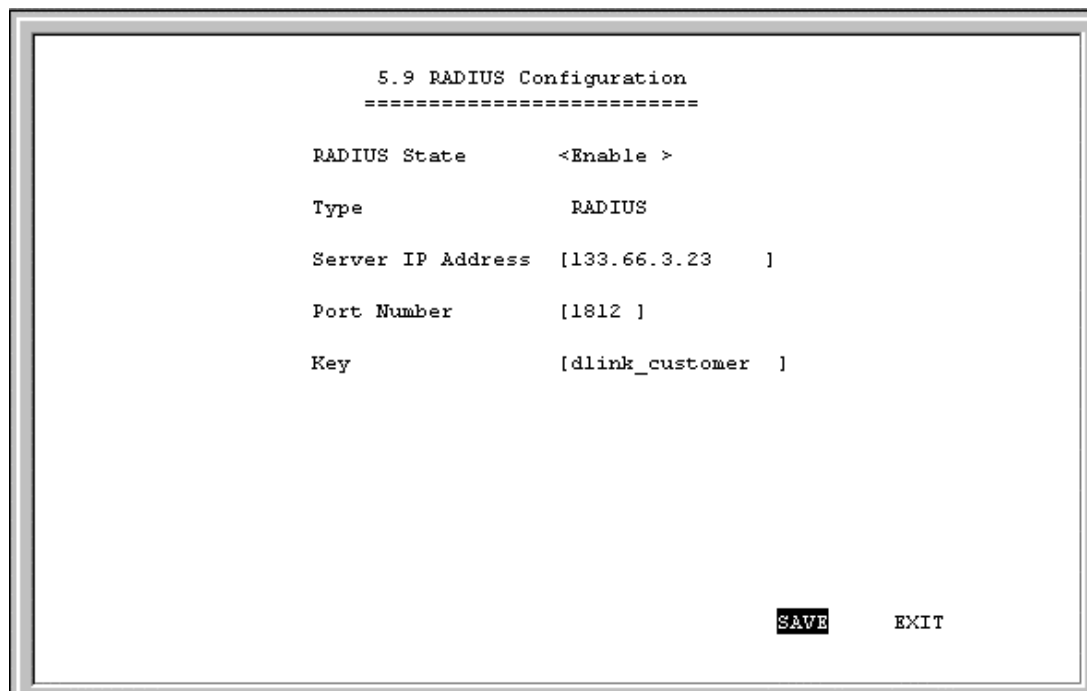 5.9 RADIUS Configuration
==========================
RADIUS State <Enable >
Type RADIUS
Server IP Address [133.66.3.23 ]
Port Number [1812 ]
Key [dlink_customer ]
SAVE EXIT